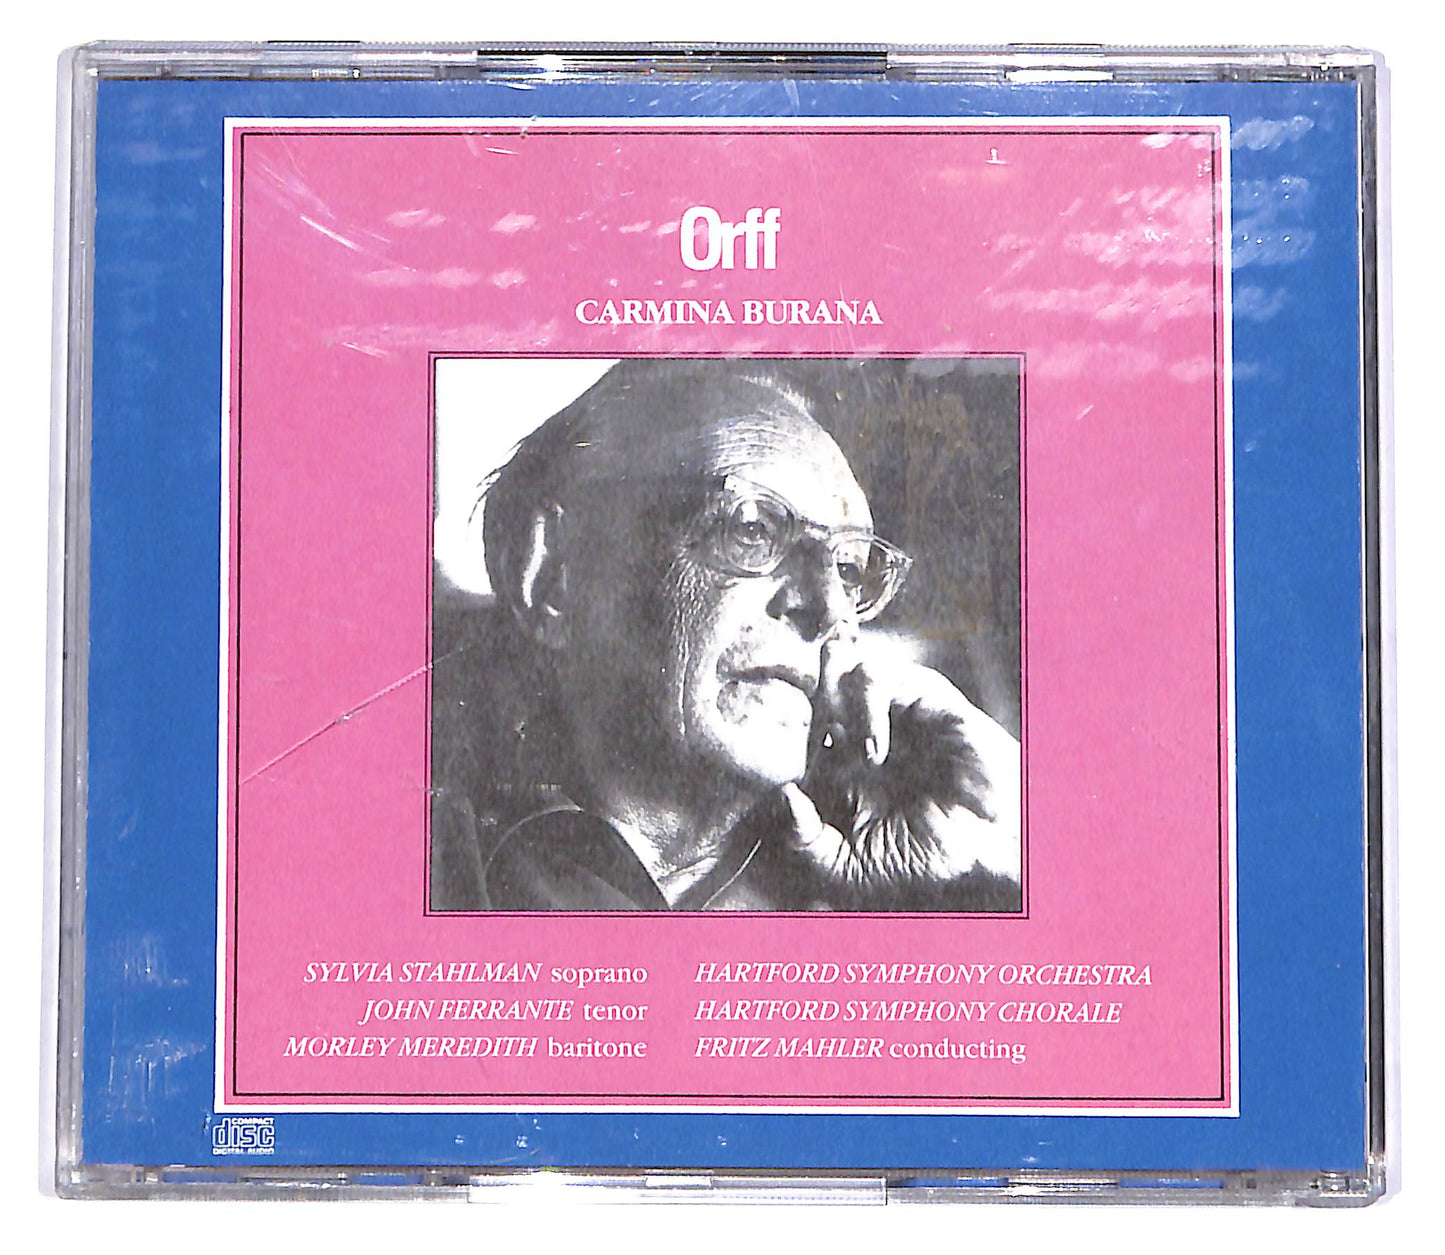 Orff
CARMINA BURANA
SYLVIA STAHLMAN soprano
JOHN FERRANTE tenor
MORLEY MEREDITH baritone
HARTFORD SYMPHONY ORCHESTRA
HARTFORD SYMPHONY CHORALE
FRITZ MAHLER conducting
COMPACT
disc
DIGITAL AUDIO